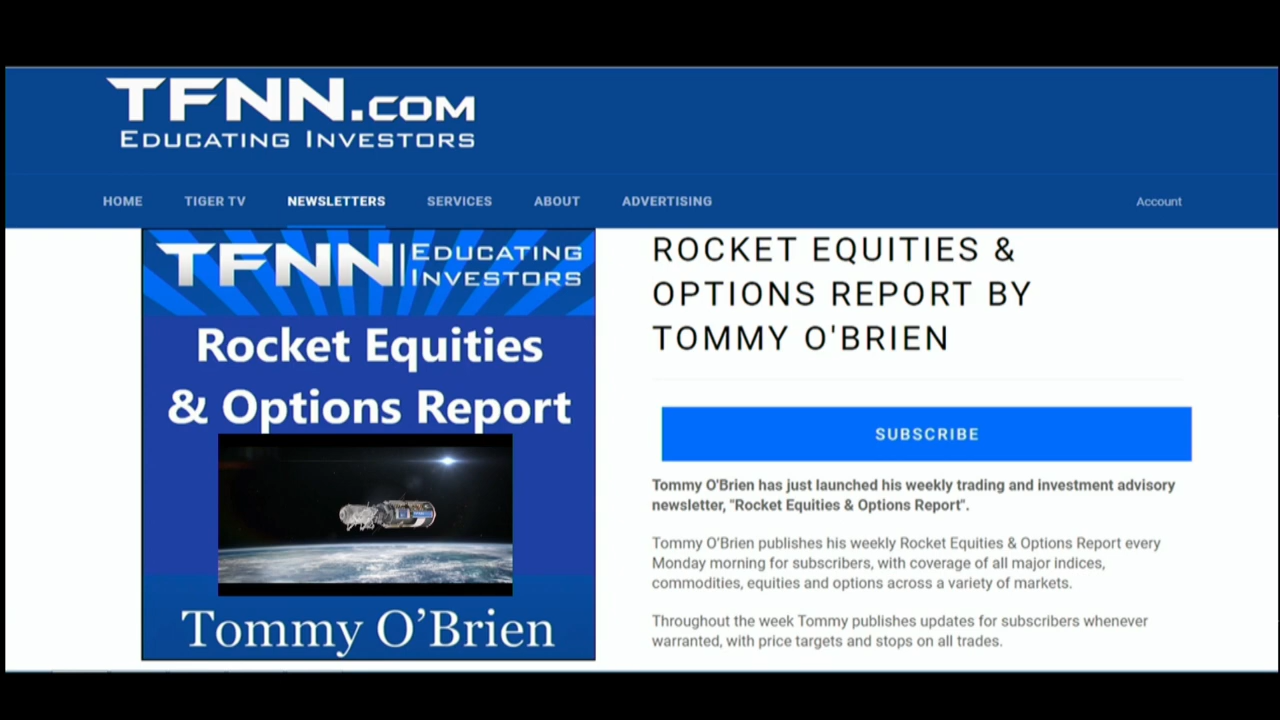 TFNN.COM
EDUCATING INVESTORS
HOME TIGER TV NEWSLETTERS SERVICES ABOUT ADVERTISING Account
TFNN EDUCATING
INVESTORS
Rocket Equities
& Options Report
Tommy O’Brien
ROCKET EQUITIES &
OPTIONS REPORT BY
TOMMY O'BRIEN
SUBSCRIBE
Tommy O'Brien has just launched his weekly trading and investment advisory
newsletter, "Rocket Equities & Options Report".
Tommy O’Brien publishes his weekly Rocket Equities & Options Report every
Monday morning for subscribers, with coverage of all major indices,
commodities, equities and options across a variety of markets.
Throughout the week Tommy publishes updates for subscribers whenever
warranted, with price targets and stops on all trades.